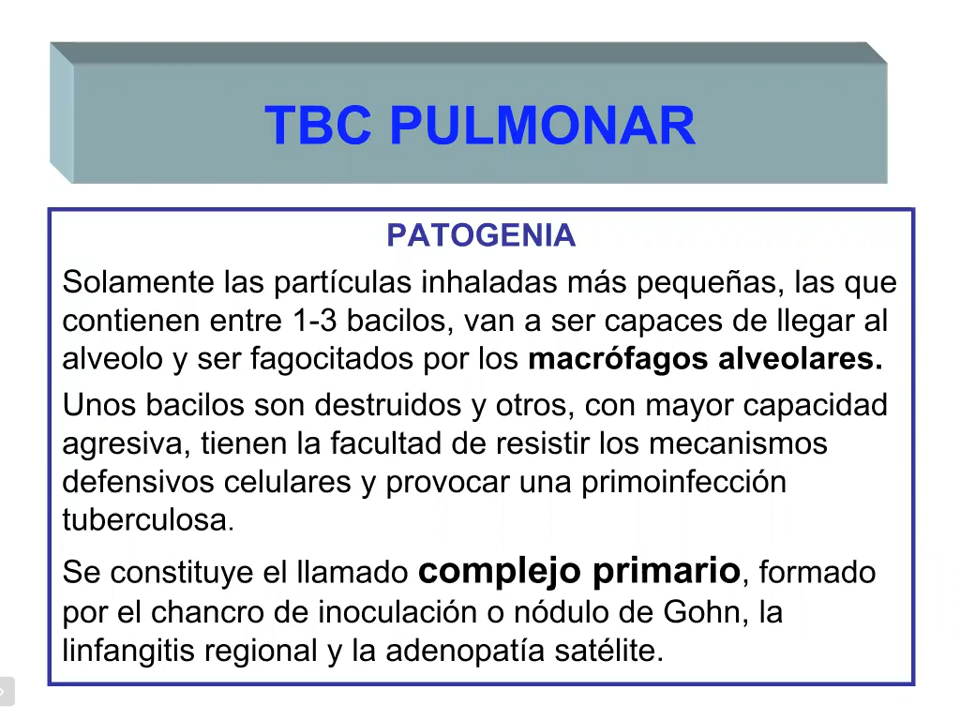 TBC PULMONAR
PATOGENIA
Solamente las partículas inhaladas más pequeñas, las que
contienen entre 1-3 bacilos, van a ser capaces de llegar al
alveolo y ser fagocitados por los macrófagos alveolares.
Unos bacilos son destruidos y otros, con mayor capacidad
agresiva, tienen la facultad de resistir los mecanismos
defensivos celulares y provocar una primoinfección
tuberculosa.
Se constituye el llamado complejo primario, formado
por el chancro de inoculación o nódulo de Gohn, la
linfangitis regional y la adenopatía satélite.